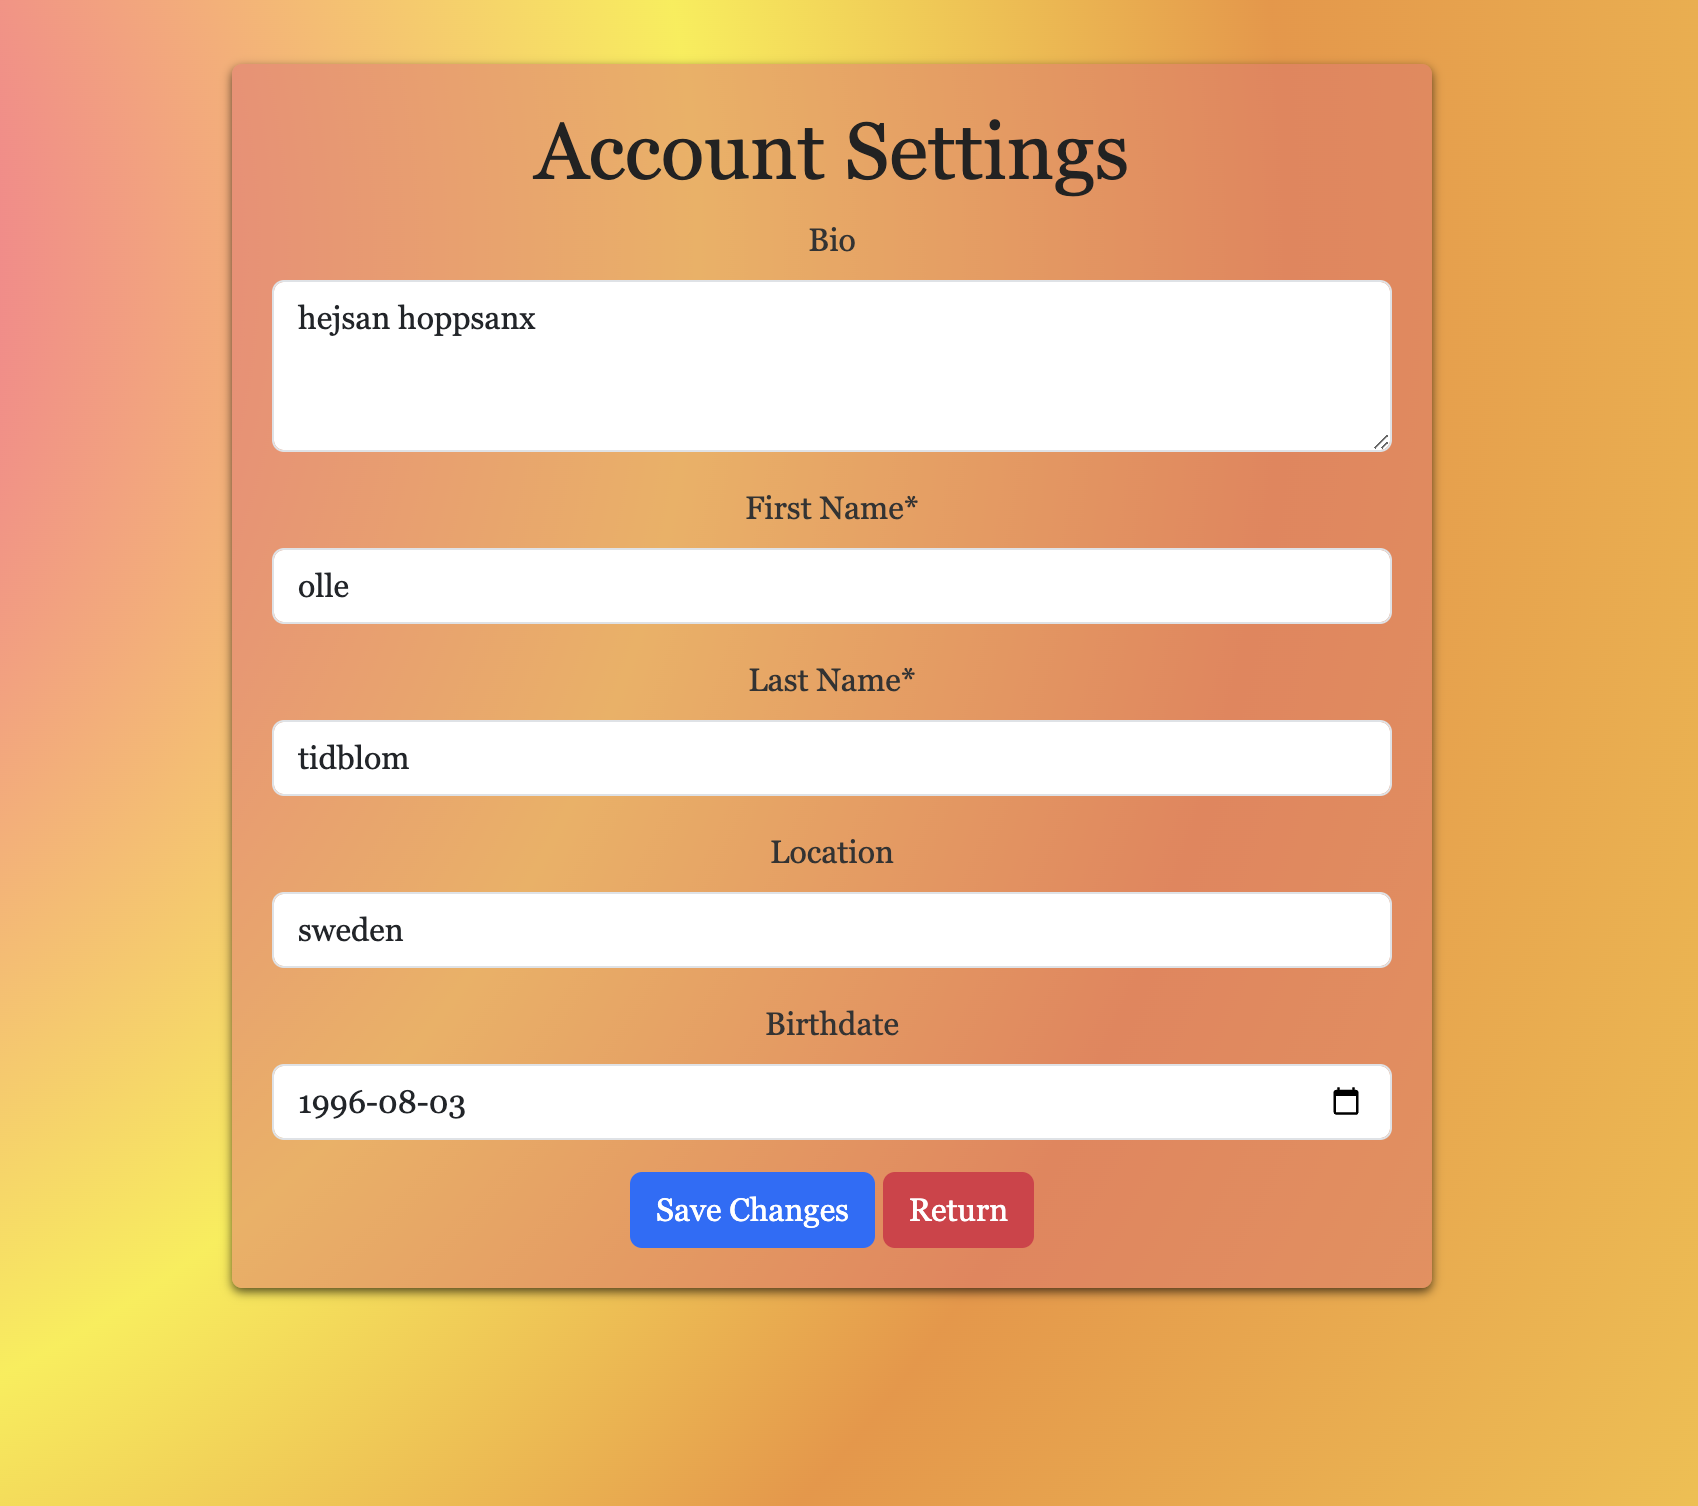 Account Settings
Bio
hejsan hoppsanx
First Name*
olle
Last Name*
tidblom
Location
sweden
Birthdate
1996-08-03
Save Changes Return